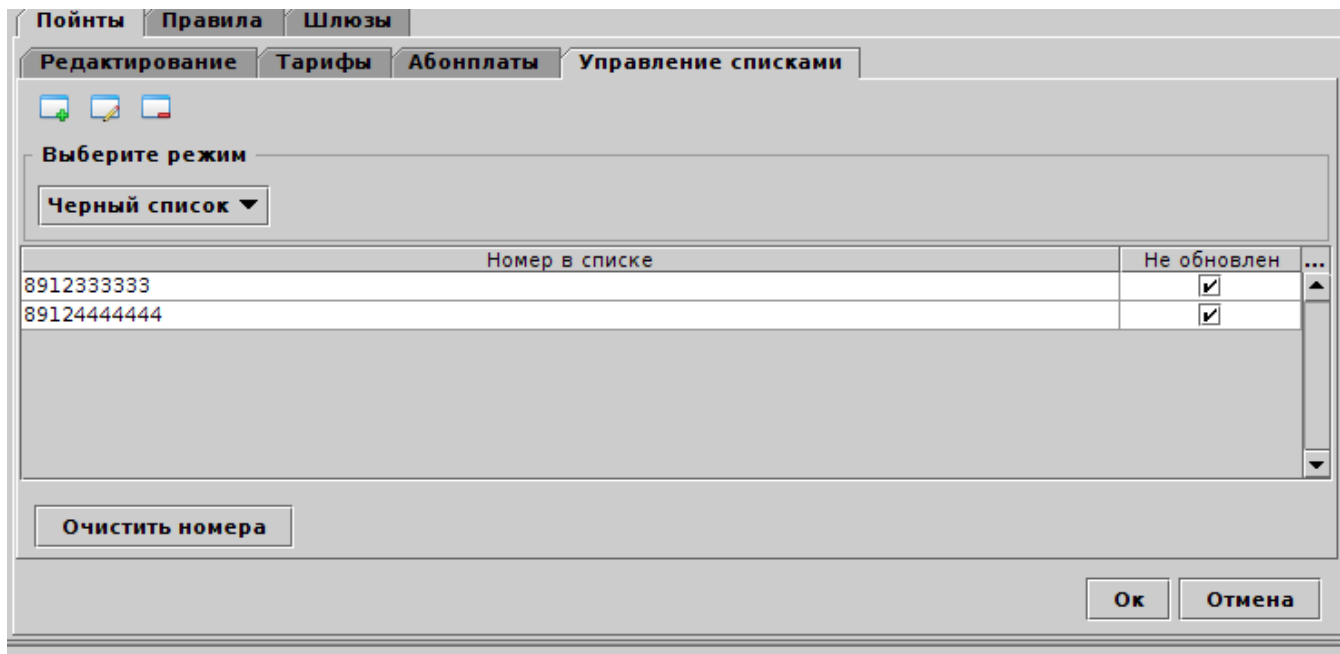 Пойнты Правила Шлюзы
Редактирование Тарифы Абонплаты Управление списками
Выберите режим
Черный список
Номер в списке Не обновлен ...
8912333333
89124444444
Очистить номера
Ок Отмена